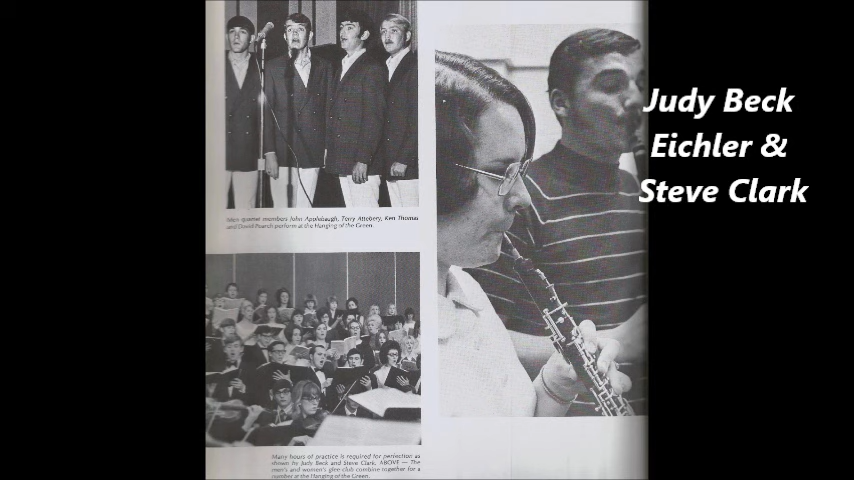 Men quartet members John Applebaugh, Terry Attebery, Ken Thomas
and David Pearch perform at the Hanging of the Green.
Many hours of practice is required for perfection as
shown by Judy Beck and Steve Clark. ABOVE — The
men's and women's glee club combine together for a
number at the Hanging of the Green.
Judy Beck
Eichler &
Steve Clark